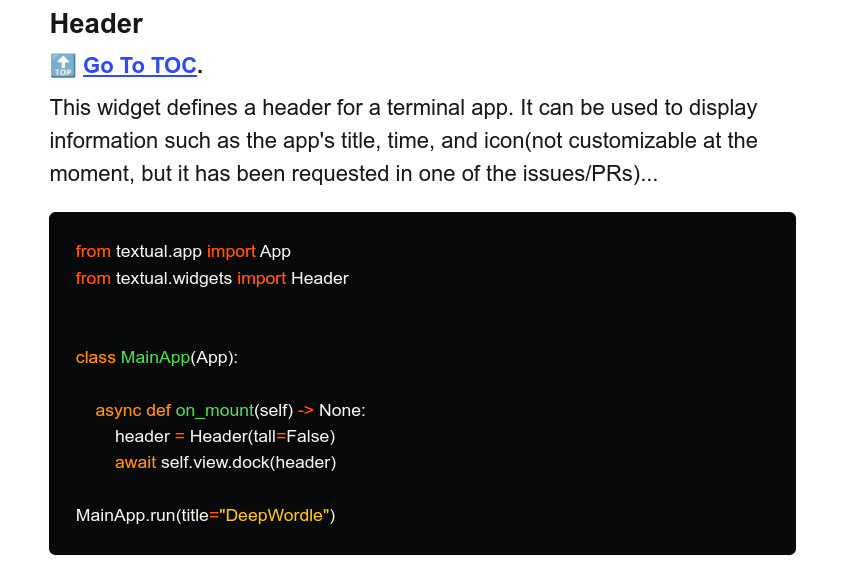 Header
🔝 Go To TOC.
This widget defines a header for a terminal app. It can be used to display
information such as the app's title, time, and icon(not customizable at the
moment, but it has been requested in one of the issues/PRs)...
from textual.app import App
from textual.widgets import Header
class MainApp(App):
async def on_mount(self) -> None:
header = Header(tall=False)
await self.view.dock(header)
MainApp.run(title="DeepWordle")